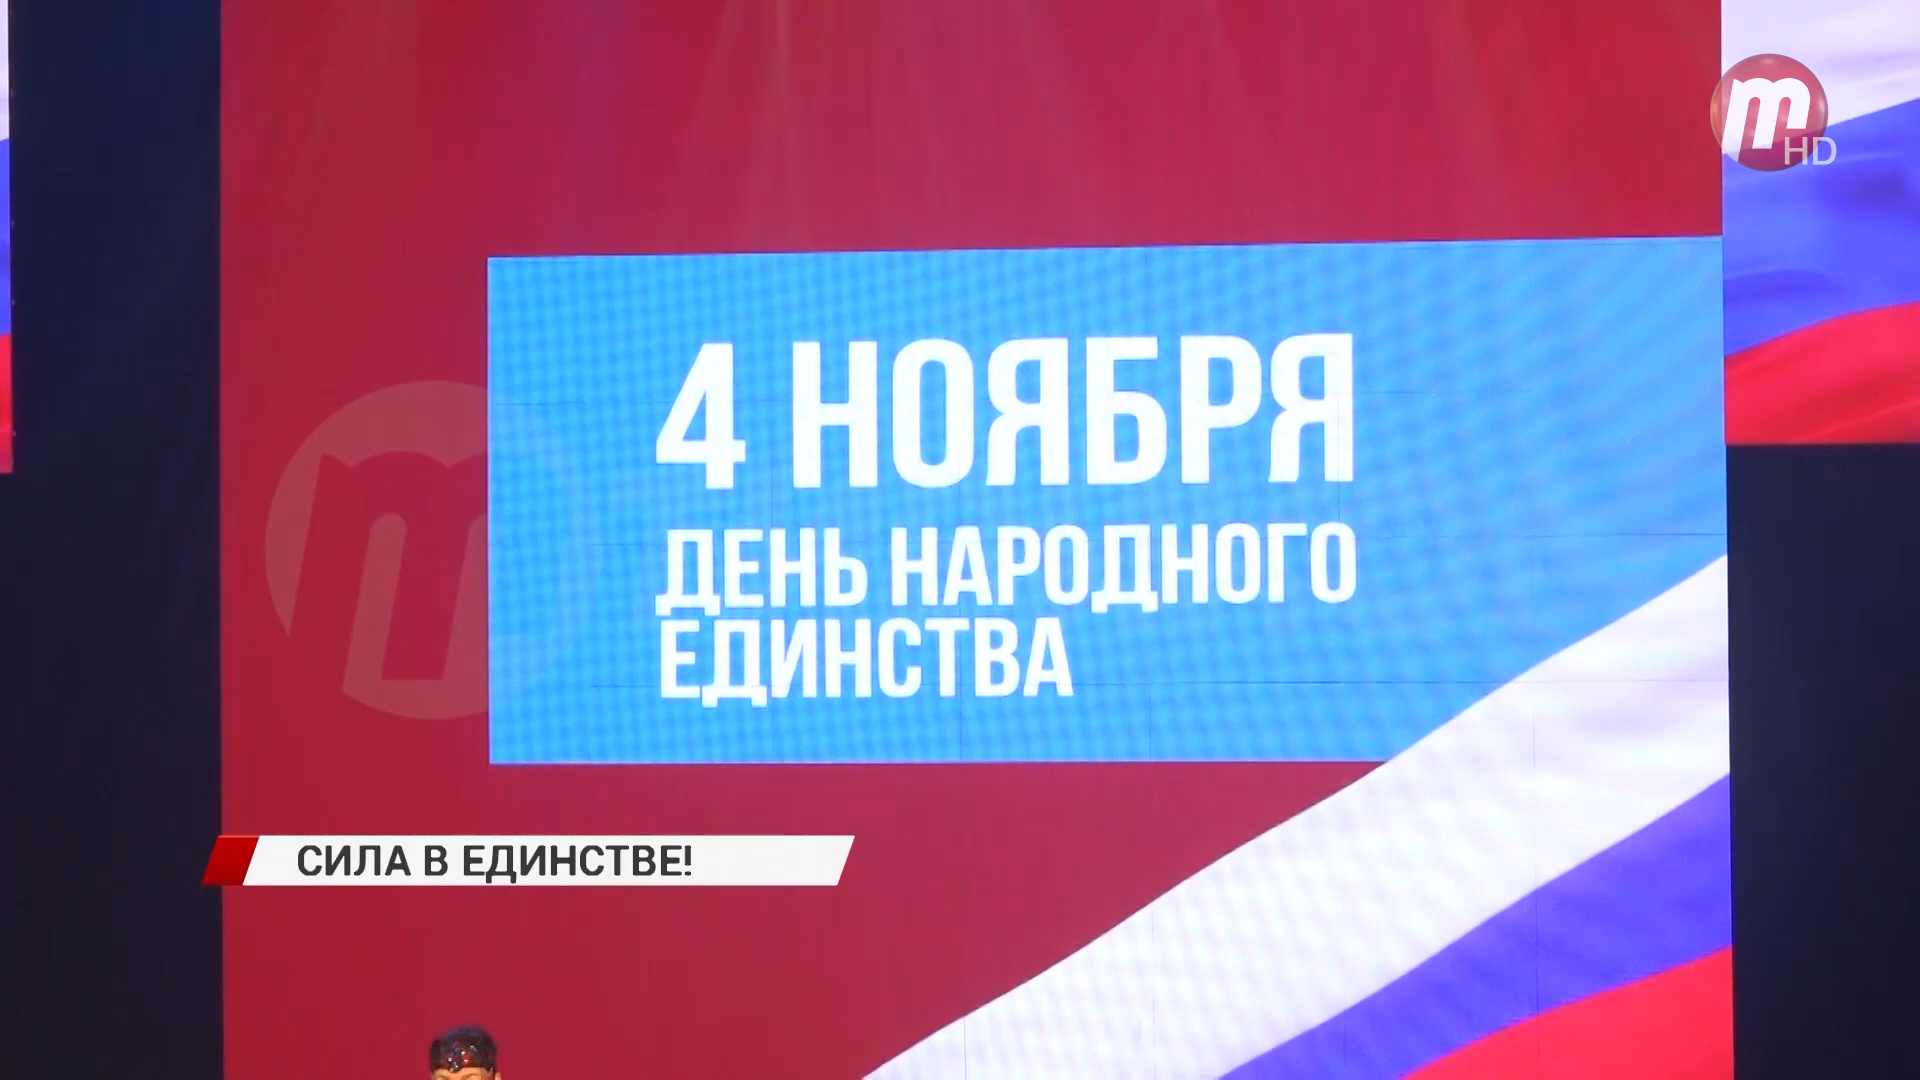 m HD
4 НОЯБРЯ
ДЕНЬ НАРОДНОГО
ЕДИНСТВА
СИЛА В ЕДИНСТВЕ!